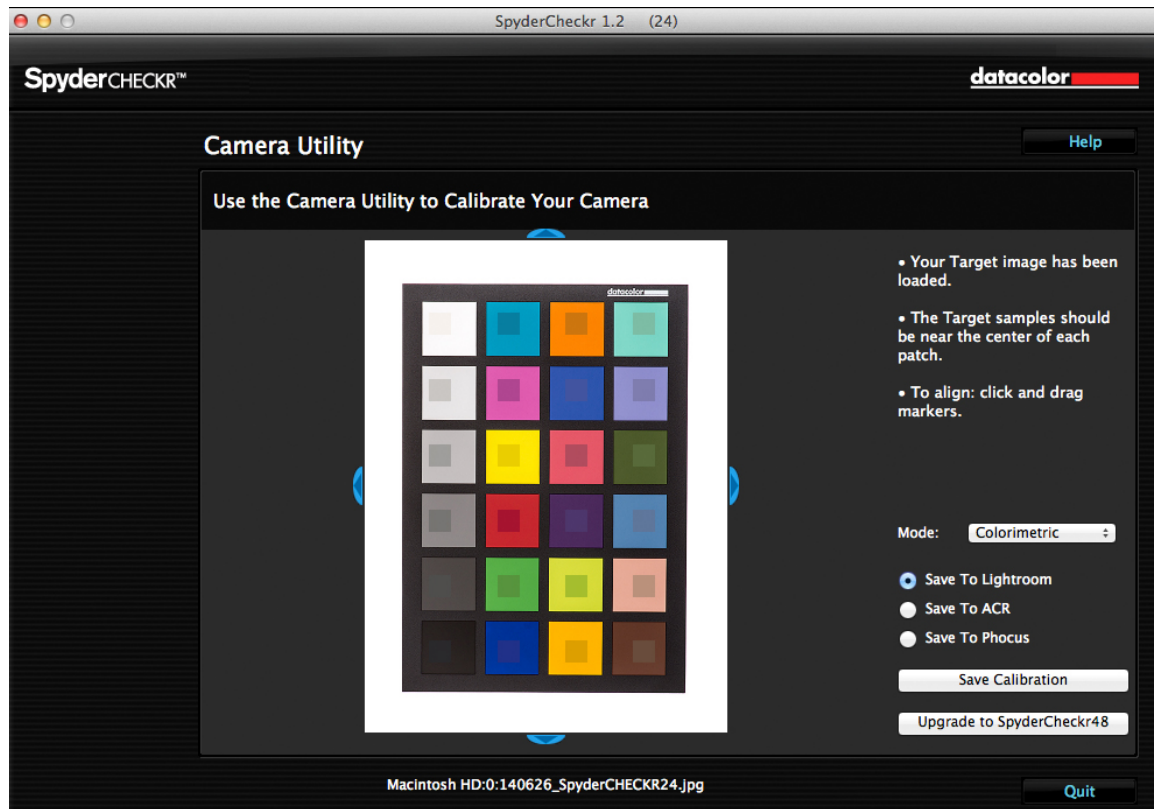 SpyderCheckr 1.2 (24)
SpyderCHECKR™
datacolor
Camera Utility
Help
Use the Camera Utility to Calibrate Your Camera
datacolor
• Your Target image has been
loaded.
• The Target samples should
be near the center of each
patch.
• To align: click and drag
markers.
Mode: Colorimetric
Save To Lightroom
Save To ACR
Save To Phocus
Save Calibration
Upgrade to SpyderCheckr48
Macintosh HD:0:140626_SpyderCHECKR24.jpg
Quit